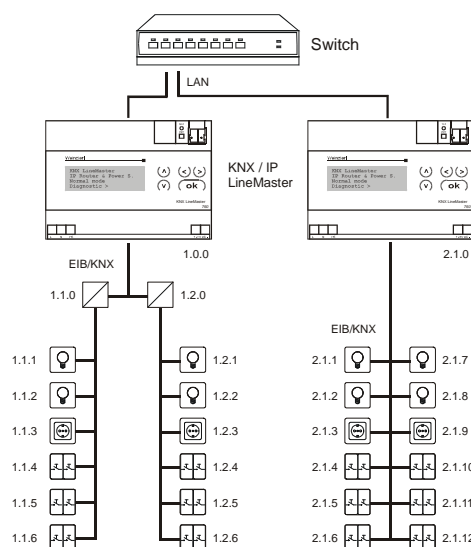 Switch
LAN
KNX LineMaster
IP Router & Power S.
Normal mode
Diagnostic >
ok
KNX LineMaster
KNX / IP
LineMaster
KNX LineMaster
IP Router & Power S.
Normal mode
Diagnostic >
ok
KNX LineMaster
1.0.0
2.1.0
EIB/KNX
1.1.0
1.2.0
EIB/KNX
1.1.1
1.2.1
2.1.1
2.1.7
1.1.2
1.2.2
2.1.2
2.1.8
1.1.3
1.2.3
2.1.3
2.1.9
1.1.4
1.2.4
2.1.4
2.1.10
1.1.5
1.2.5
2.1.5
2.1.11
1.1.6
1.2.6
2.1.6
2.1.12